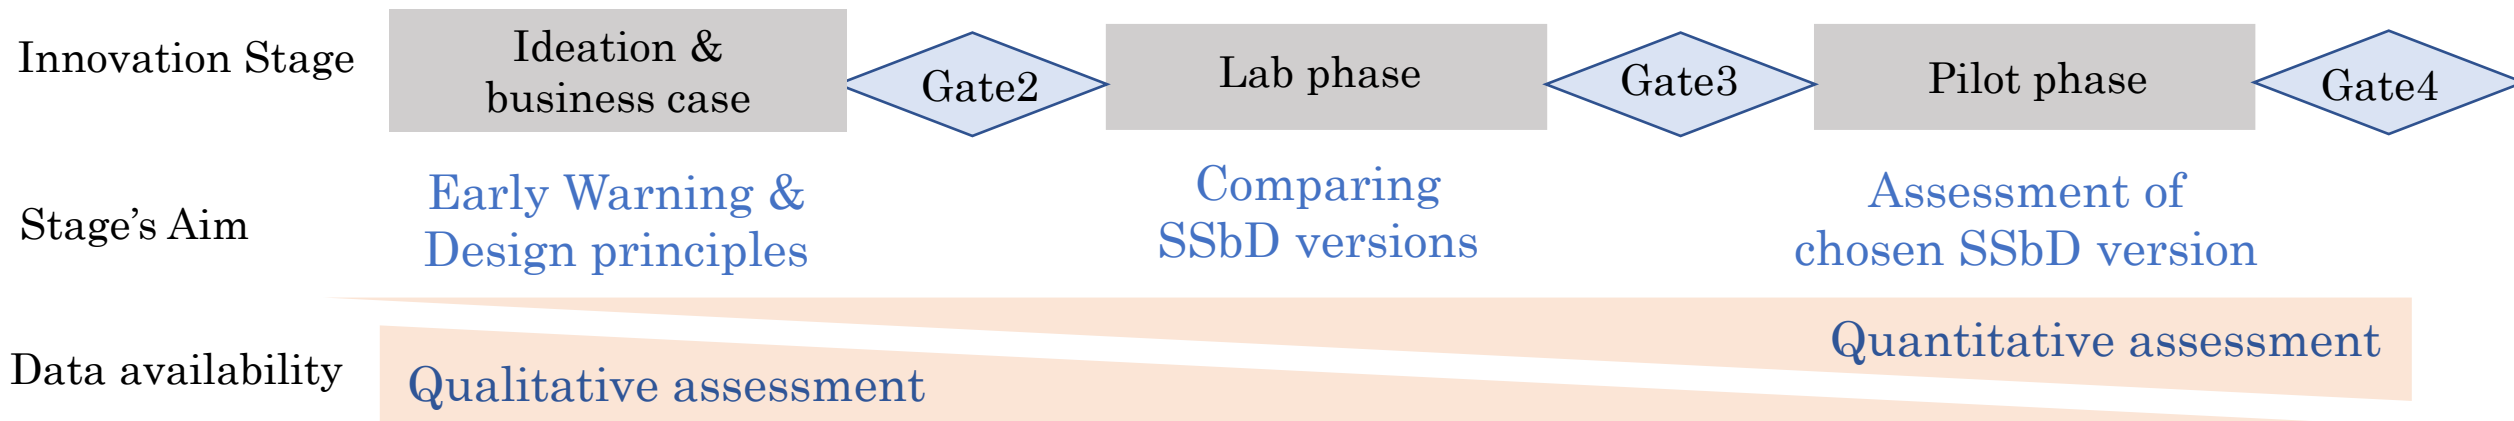 Innovation Stage
Ideation &
business case
Gate2
Lab phase
Gate3
Pilot phase
Gate4
Stage's Aim
Early Warning &
Design principles
Comparing
SSbD versions
Assessment of
chosen SSbD version
Data availability
Qualitative assessment
Quantitative assessment